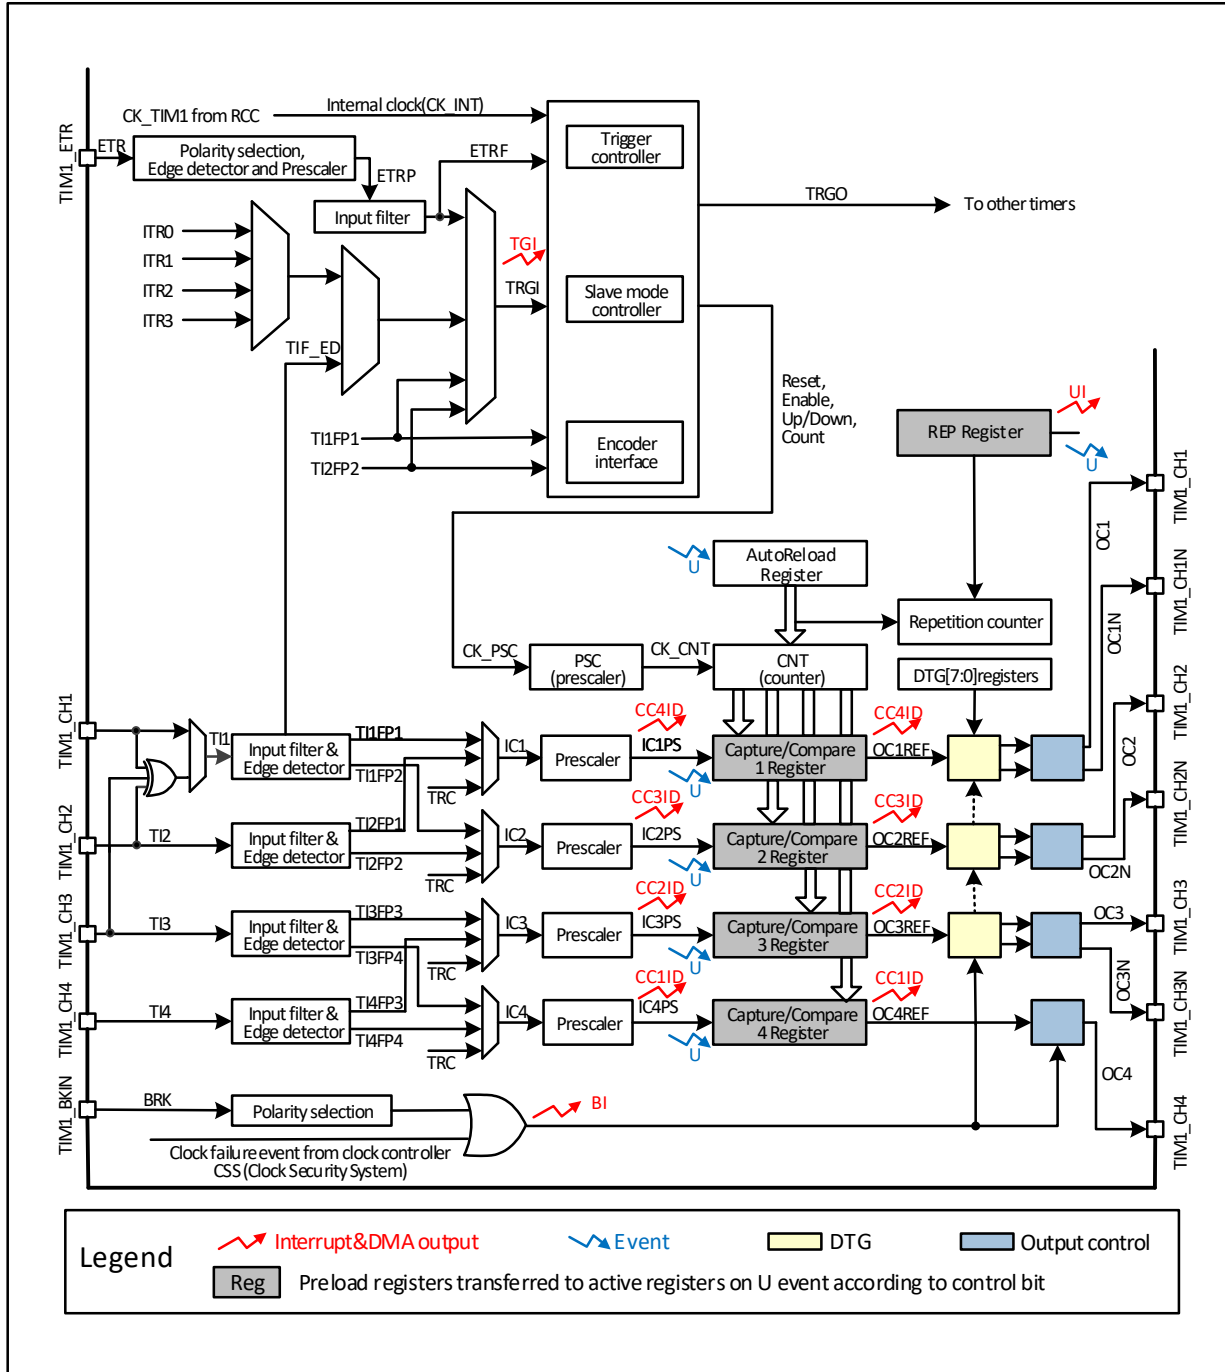 CK_TIM1 from RCC
Internal clock(CK_INT)
TIM1_ETR
ETR
Polarity selection,
Edge detector and Prescaler
ETRP
Input filter
ETRF
Trigger
controller
TRGO
To other timers
ITR0
ITR1
ITR2
ITR3
TGI
TRGI
Slave mode
controller
TIF_ED
TI1FP1
TI2FP2
Encoder
interface
Reset,
Enable,
Up/Down,
Count
REP Register
UI
U
U
AutoReload
Register
Repetition counter
CK_PSC
PSC
(prescaler)
CK_CNT
CNT
(counter)
DTG[7:0]registers
TIM1_CH1
TI1
Input filter &
Edge detector
TI1FP1
TI1FP2
TRC
IC1
Prescaler
CC4ID
IC1PS
U
Capture/Compare
1 Register
CC4ID
OC1REF
OC1
TIM1_CH1
OC1N
TIM1_CH1N
TIM1_CH2
TI2
Input filter &
Edge detector
TI2FP1
TI2FP2
TRC
IC2
Prescaler
CC3ID
IC2PS
U
Capture/Compare
2 Register
CC3ID
OC2REF
OC2
TIM1_CH2
OC2N
TIM1_CH2N
TIM1_CH3
TI3
Input filter &
Edge detector
TI3FP3
TI3FP4
TRC
IC3
Prescaler
CC2ID
IC3PS
U
Capture/Compare
3 Register
CC2ID
OC3REF
OC3
TIM1_CH3
OC3N
TIM1_CH3N
TIM1_CH4
TI4
Input filter &
Edge detector
TI4FP3
TI4FP4
TRC
IC4
Prescaler
CC1ID
IC4PS
U
Capture/Compare
4 Register
CC1ID
OC4REF
OC4
TIM1_CH4
TIM1_BKIN
BRK
Polarity selection
BI
Clock failure event from clock controller
CSS (Clock Security System)
Legend
Interrupt&DMA output
Event
DTG
Output control
Reg
Preload registers transferred to active registers on U event according to control bit